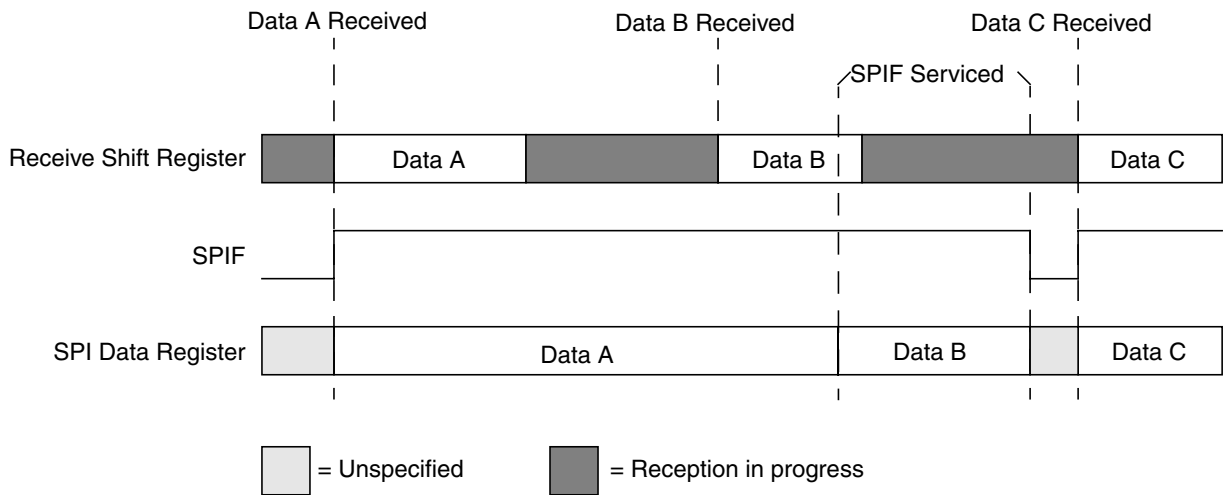 Data A Received
Data B Received
Data C Received
SPIF Serviced
Receive Shift Register
Data A
Data B
Data C
SPIF
SPI Data Register
Data A
Data B
Data C
= Unspecified
= Reception in progress